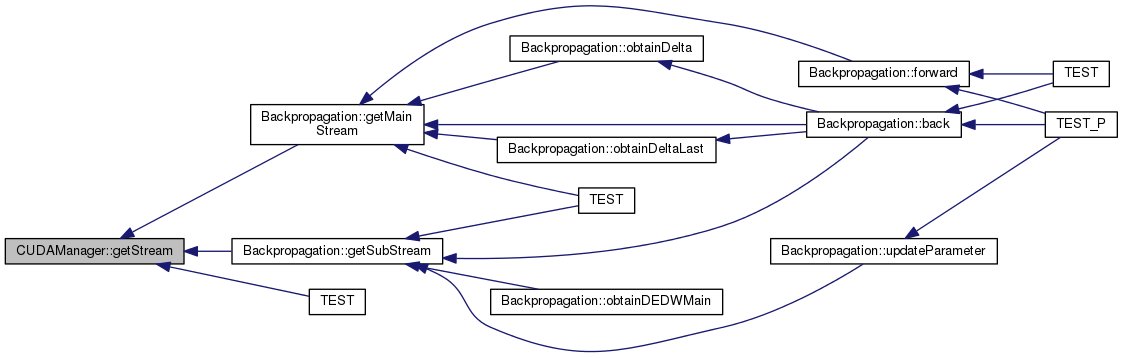 Backpropagation::obtainDelta
Backpropagation::forward
TEST
Backpropagation::getMain
Stream
Backpropagation::back
TEST_P
Backpropagation::obtainDeltaLast
TEST
CUDAManager::getStream
Backpropagation::getSubStream
Backpropagation::updateParameter
TEST
Backpropagation::obtainDEDWMain